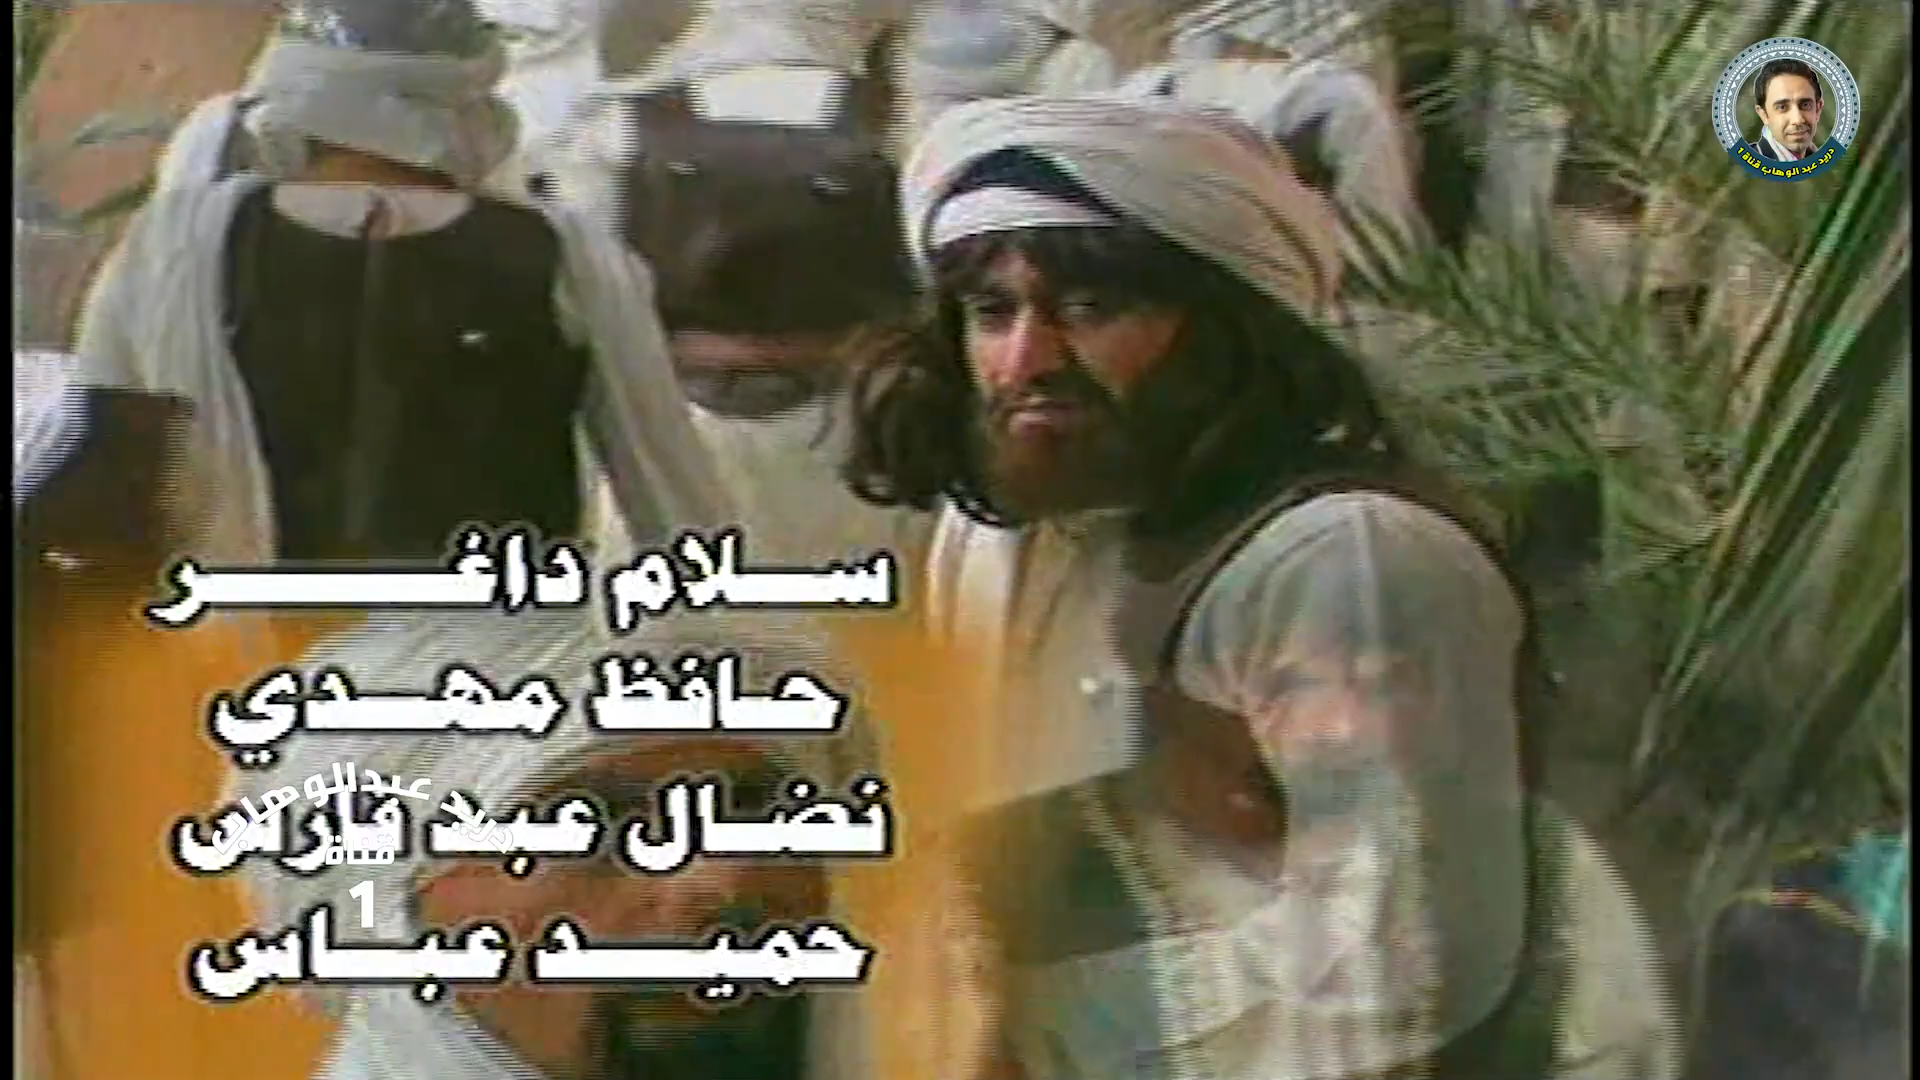 دريد عبد الوهاب قناة 1
سلام داغر
حافظ مهدي
نضال عبد فارس
حميد عباس
دريد عبدالوهاب
قناة
1